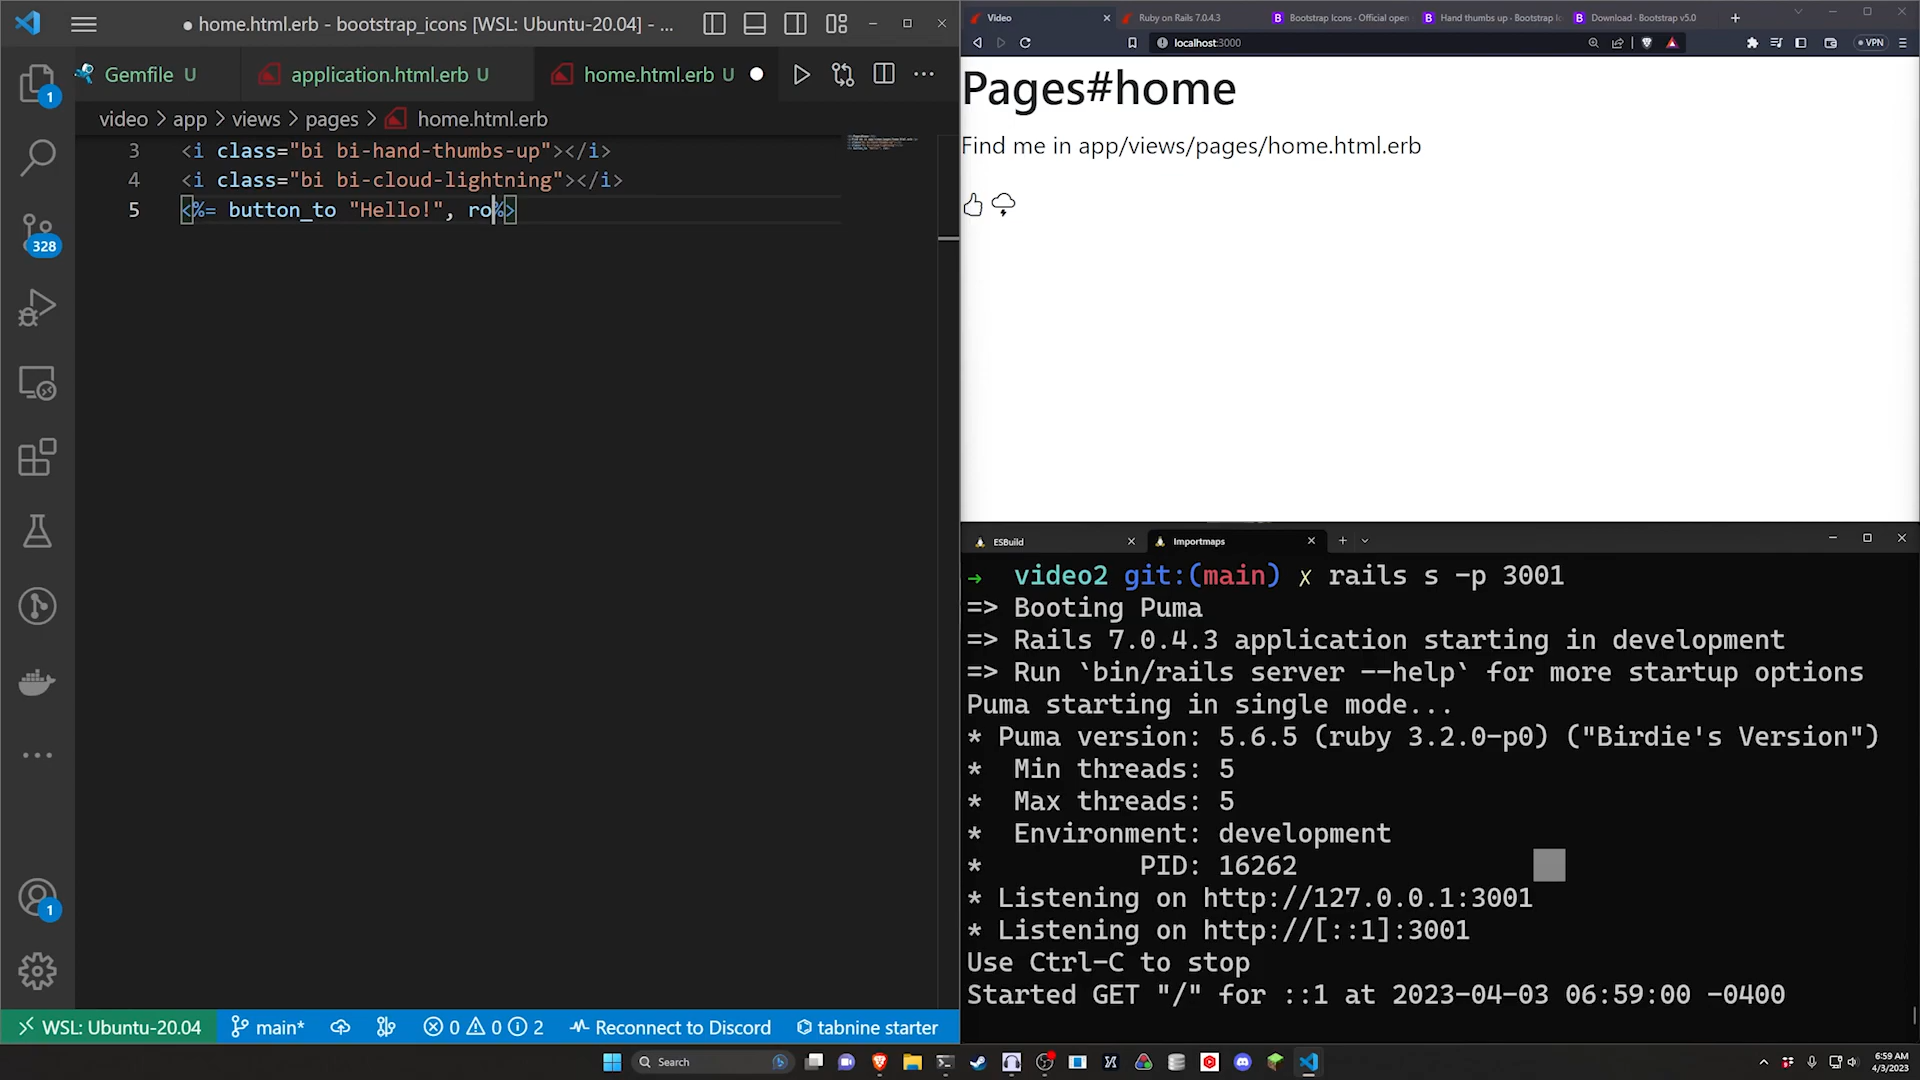 home.html.erb - bootstrap_icons [WSL: Ubuntu-20.04] - ...
Gemfile U
application.html.erb U
home.html.erb U
video > app > views > pages > home.html.erb
3 <i class="bi bi-hand-thumbs-up"></i>
4 <i class="bi bi-cloud-lightning"></i>
5 <%= button_to "Hello!", ro%>
1
328
1
WSL: Ubuntu-20.04
main*
0 0 2
Reconnect to Discord
tabnine starter
Video
Ruby on Rails 7.0.4.3
Bootstrap Icons · Official open
Hand thumbs up · Bootstrap
Download · Bootstrap v5.0
localhost:3000
VPN
Pages#home
Find me in app/views/pages/home.html.erb
ESBuild
Importmaps
→ video2 git:(main) ✗ rails s -p 3001
=> Booting Puma
=> Rails 7.0.4.3 application starting in development
=> Run `bin/rails server --help` for more startup options
Puma starting in single mode...
* Puma version: 5.6.5 (ruby 3.2.0-p0) ("Birdie's Version")
* Min threads: 5
* Max threads: 5
* Environment: development
* PID: 16262
* Listening on http://127.0.0.1:3001
* Listening on http://[::1]:3001
Use Ctrl-C to stop
Started GET "/" for ::1 at 2023-04-03 06:59:00 -0400
Search
6:59 AM
4/3/2023